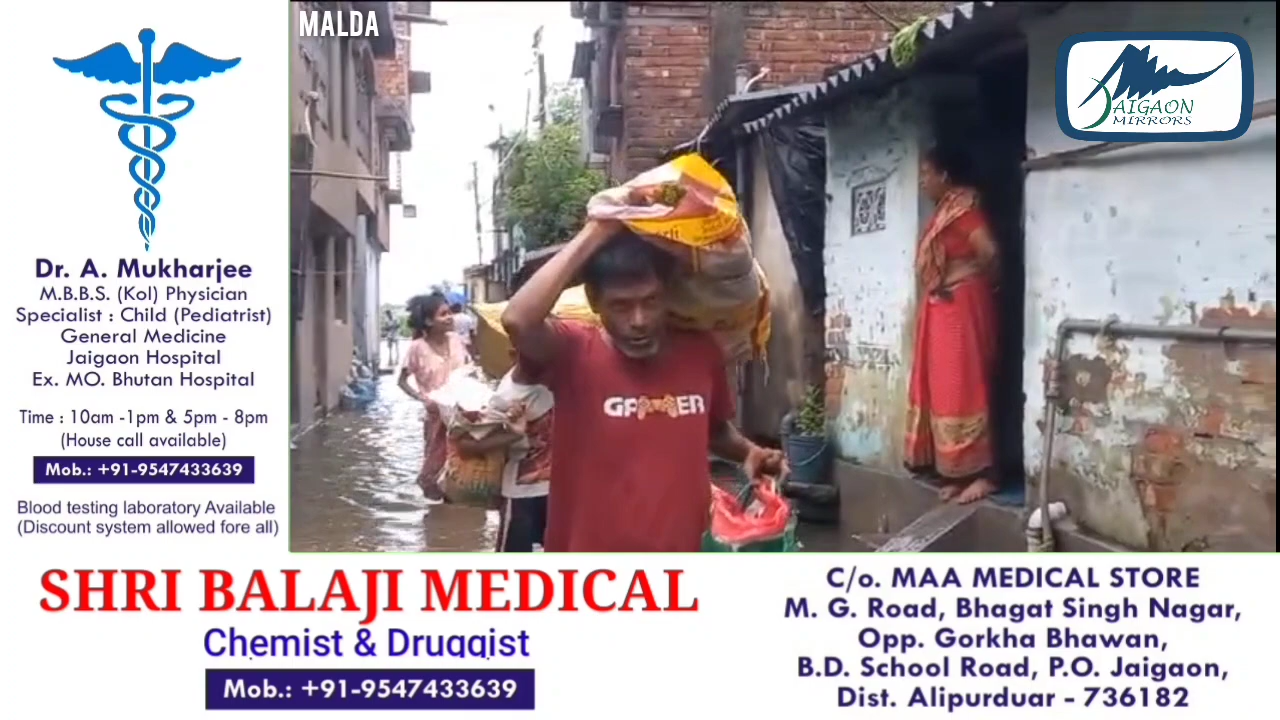 MALDA
JAIGAON
MIRRORS
GAMER
Dr. A. Mukharjee
M.B.B.S. (Kol) Physician
Specialist : Child (Pediatrist)
General Medicine
Jaigaon Hospital
Ex. MO. Bhutan Hospital
Time : 10am -1pm & 5pm - 8pm
(House call available)
Mob.: +91-9547433639
Blood testing laboratory Available
(Discount system allowed fore all)
SHRI BALAJI MEDICAL
Chemist & Druggist
Mob.: +91-9547433639
C/o. MAA MEDICAL STORE
M. G. Road, Bhagat Singh Nagar,
Opp. Gorkha Bhawan,
B.D. School Road, P.O. Jaigaon,
Dist. Alipurduar - 736182